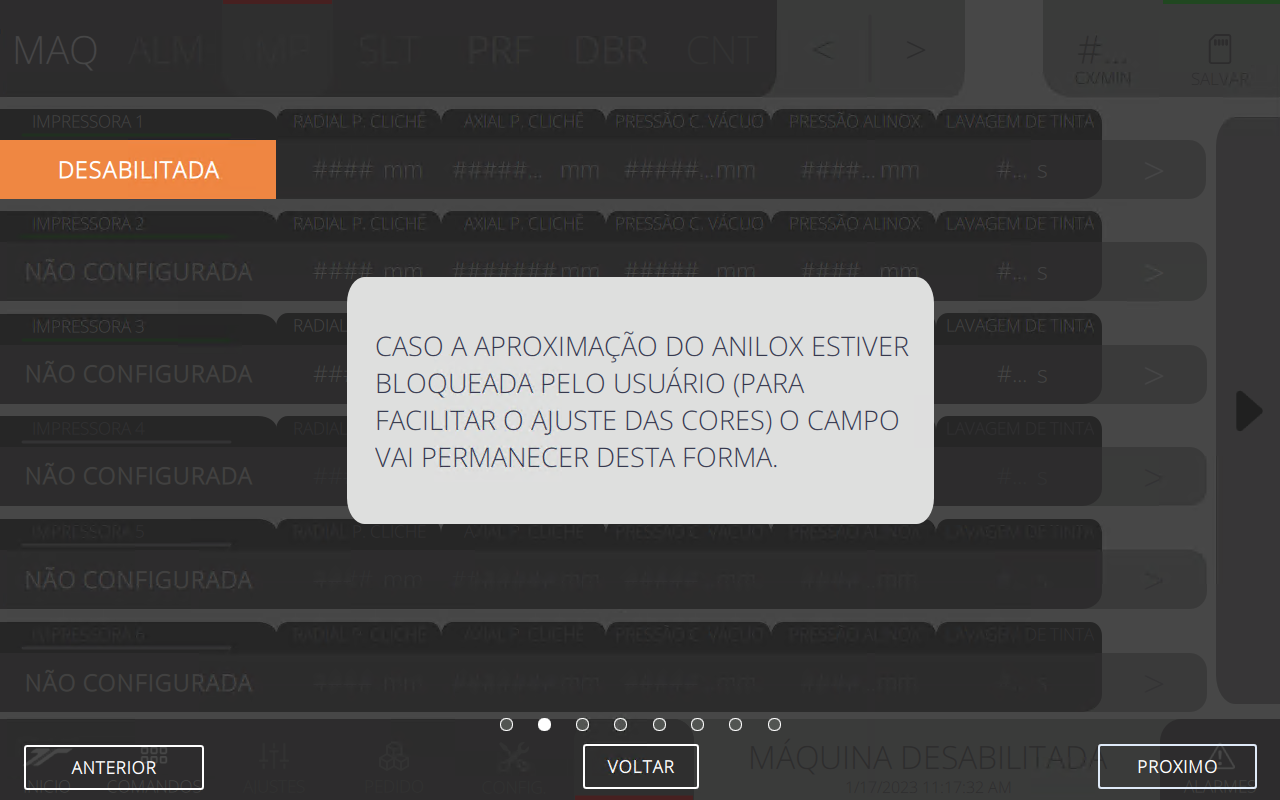 MAQ ALM IMP SLT PRF DBR CNT < > #... CX/MIN SALVAR
IMPRESSORA 1 RADIAL P. CLICHÊ AXIAL P. CLICHÊ PRESSÃO C. VÁCUO PRESSÃO ALINOX LAVAGEM DE TINTA
DESABILITADA #### mm #####... mm #####... mm ####... mm #... s >
IMPRESSORA 2 RADIAL P. CLICHÊ AXIAL P. CLICHÊ PRESSÃO C. VÁCUO PRESSÃO ALINOX LAVAGEM DE TINTA
NÃO CONFIGURADA #### mm ####### mm #####... mm ####... mm #... s >
IMPRESSORA 3 RADIAL LAVAGEM DE TINTA
NÃO CONFIGURADA ## #... s >
IMPRESSORA 4 RADIAL LAVAGEM DE TINTA
NÃO CONFIGURADA ## #... s >
CASO A APROXIMAÇÃO DO ANILOX ESTIVER
BLOQUEADA PELO USUÁRIO (PARA
FACILITAR O AJUSTE DAS CORES) O CAMPO
VAI PERMANECER DESTA FORMA.
IMPRESSORA 5 RADIAL P. CLICHÊ AXIAL P. CLICHÊ PRESSÃO C. VÁCUO PRESSÃO ALINOX LAVAGEM DE TINTA
NÃO CONFIGURADA #### mm ####### mm #####... mm ####... mm #... s >
IMPRESSORA 6 RADIAL P. CLICHÊ AXIAL P. CLICHÊ PRESSÃO C. VÁCUO PRESSÃO ALINOX LAVAGEM DE TINTA
NÃO CONFIGURADA #### mm ####### mm #####... mm ####... mm #... s >
ANTERIOR VOLTAR MÁQUINA DESABILITADA PROXIMO
INICIO COMANDOS AJUSTES PEDIDO CONFIG 1/17/2023 11:17:32 AM ALARMES